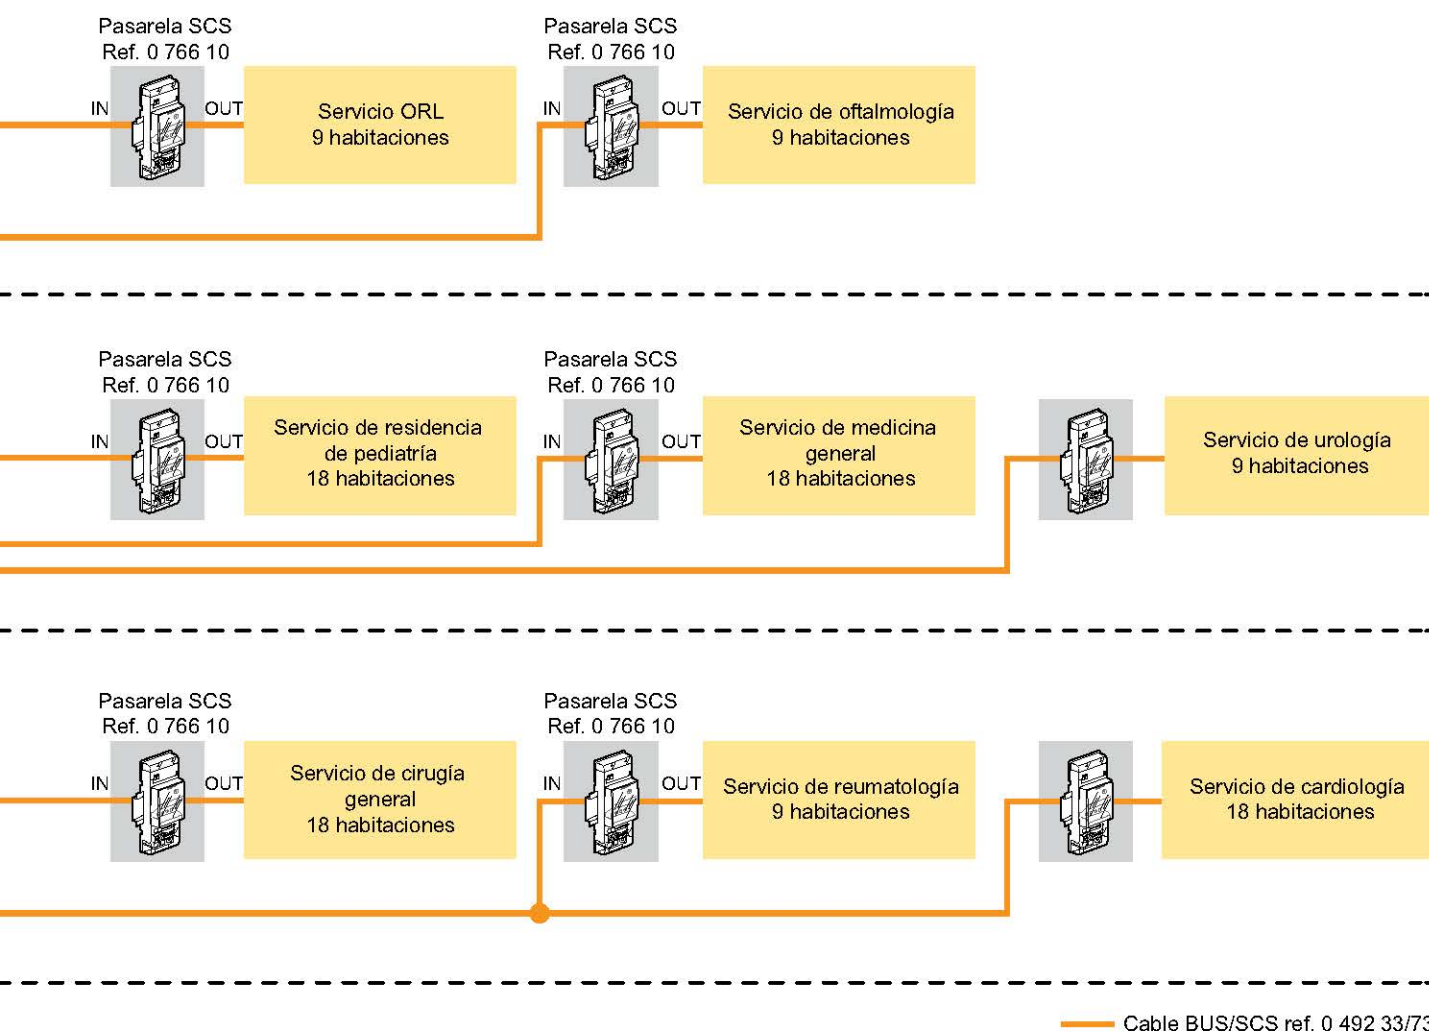 Pasarela SCS
Ref. 0 766 10
Pasarela SCS
Ref. 0 766 10
IN
OUT
Servicio ORL
9 habitaciones
IN
OUT
Servicio de oftalmología
9 habitaciones
Pasarela SCS
Ref. 0 766 10
Pasarela SCS
Ref. 0 766 10
IN
OUT
Servicio de residencia
de pediatría
18 habitaciones
IN
OUT
Servicio de medicina
general
18 habitaciones
Servicio de urología
9 habitaciones
Pasarela SCS
Ref. 0 766 10
Pasarela SCS
Ref. 0 766 10
IN
OUT
Servicio de cirugía
general
18 habitaciones
IN
OUT
Servicio de reumatología
9 habitaciones
Servicio de cardiología
18 habitaciones
Cable BUS/SCS ref. 0 492 33/73